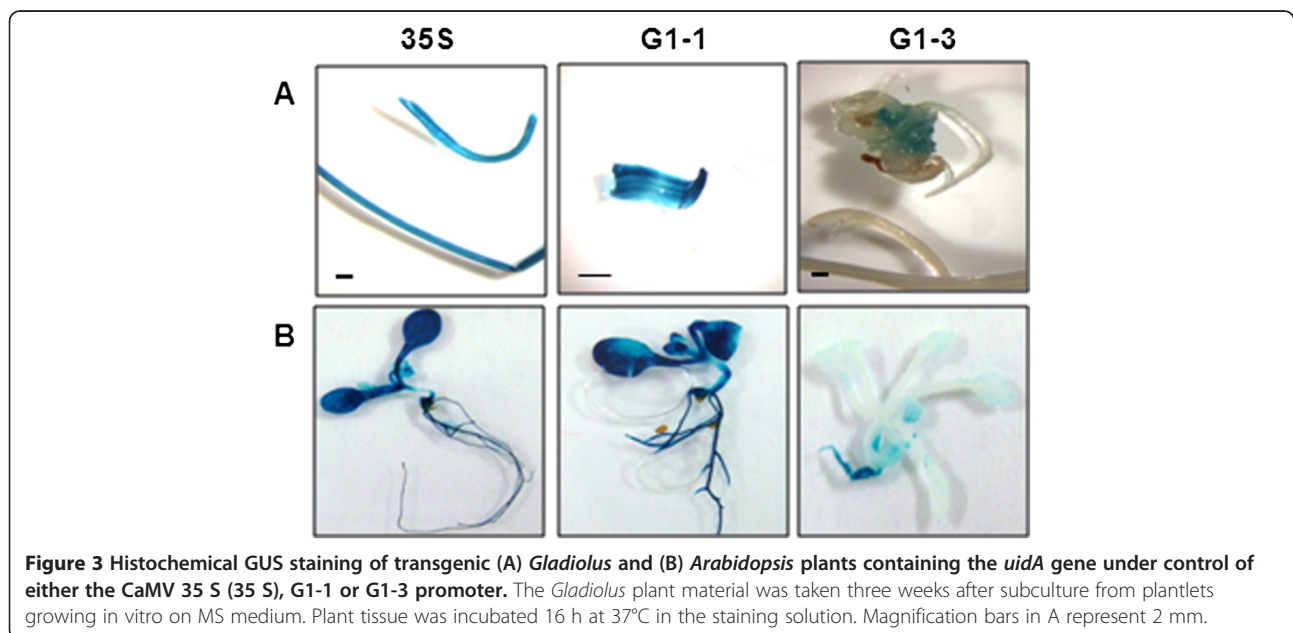 35S G1-1 G1-3
A
B
Figure 3 Histochemical GUS staining of transgenic (A) Gladiolus and (B) Arabidopsis plants containing the uidA gene under control of
either the CaMV 35 S (35 S), G1-1 or G1-3 promoter. The Gladiolus plant material was taken three weeks after subculture from plantlets
growing in vitro on MS medium. Plant tissue was incubated 16 h at 37°C in the staining solution. Magnification bars in A represent 2 mm.